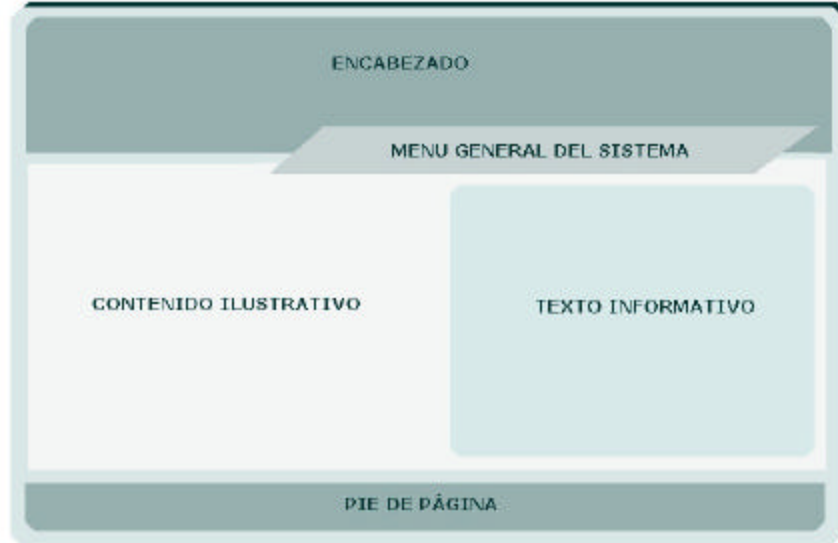 ENCABEZADO
MENU GENERAL DEL SISTEMA
CONTENIDO ILUSTRATIVO
TEXTO INFORMATIVO
PIE DE PÁGINA